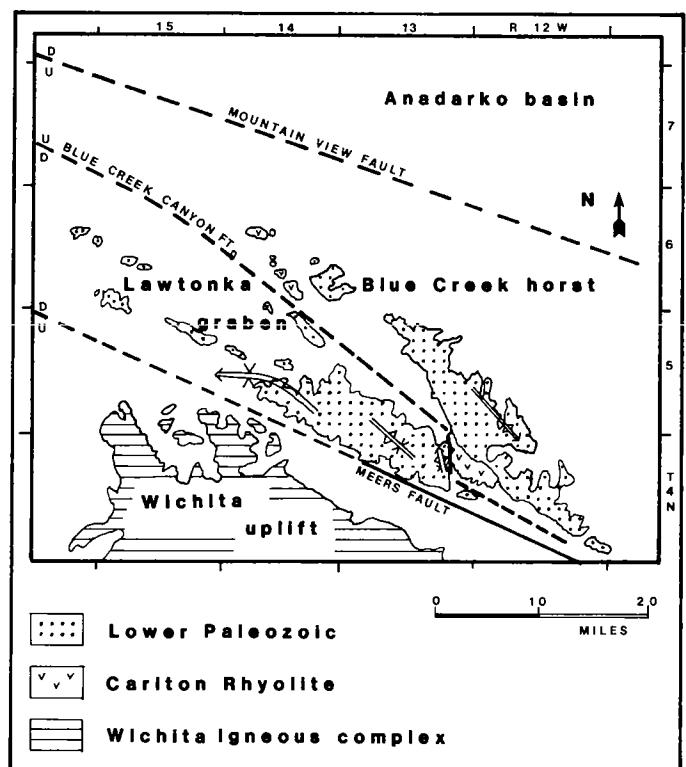 15 14 13 R 12 W
D
U
Anadarko basin
MOUNTAIN VIEW FAULT
7
U
D
BLUE CREEK CANYON FT.
N
6
Lawtonka
graben
Blue Creek horst
D
U
5
MEERS FAULT
T
4
N
Wichita
uplift
0 10 20
MILES
Lower Paleozoic
Carlton Rhyolite
Wichita Igneous complex